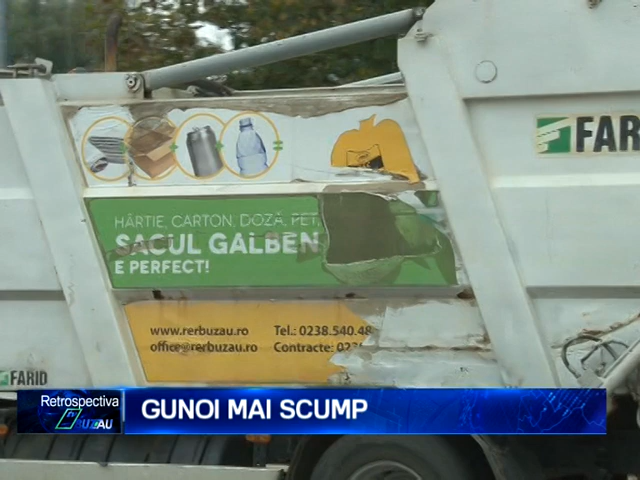 FARID
HÂRTIE, CARTON, DOZĂ, PET,
SACUL GALBEN
E PERFECT!
www.rerbuzau.ro Tel.: 0238.540.48
office@rerbuzau.ro Contracte:
FARID
Retrospectiva
TV
BUZAU
GUNOI MAI SCUMP